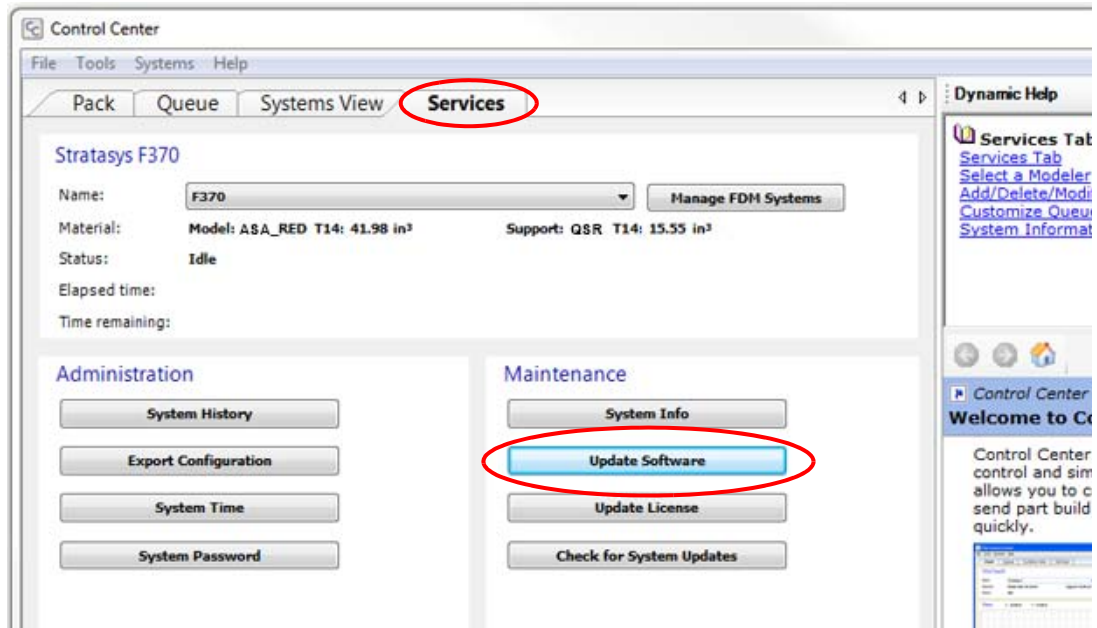 Control Center
File Tools Systems Help
Pack Queue Systems View Services
Stratasys F370
Name: F370 Manage FDM Systems
Material: Model: ASA_RED T14: 41.98 in³ Support: QSR T14: 15.55 in³
Status: Idle
Elapsed time:
Time remaining:
Administration
System History
Export Configuration
System Time
System Password
Maintenance
System Info
Update Software
Update License
Check for System Updates
Dynamic Help
Services Tab
Services Tab
Select a Modeler
Add/Delete/Modi
Customize Queu
System Informat
Control Center
Welcome to Co
Control Center
control and sim
allows you to c
send part build
quickly.